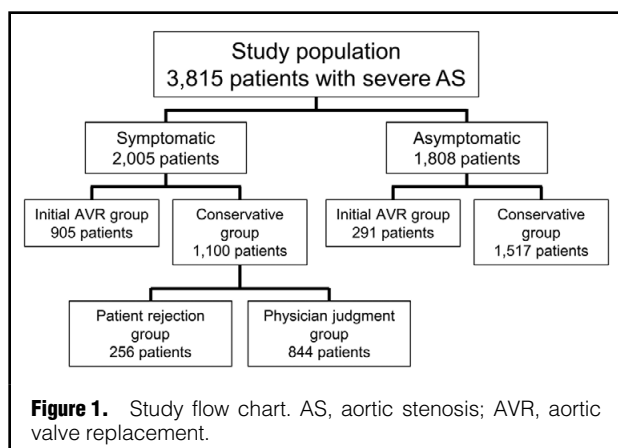 Study population
3,815 patients with severe AS
Symptomatic
2,005 patients
Asymptomatic
1,808 patients
Initial AVR group
905 patients
Conservative
group
1,100 patients
Initial AVR group
291 patients
Conservative
group
1,517 patients
Patient rejection
group
256 patients
Physician judgment
group
844 patients
Figure 1. Study flow chart. AS, aortic stenosis; AVR, aortic
valve replacement.